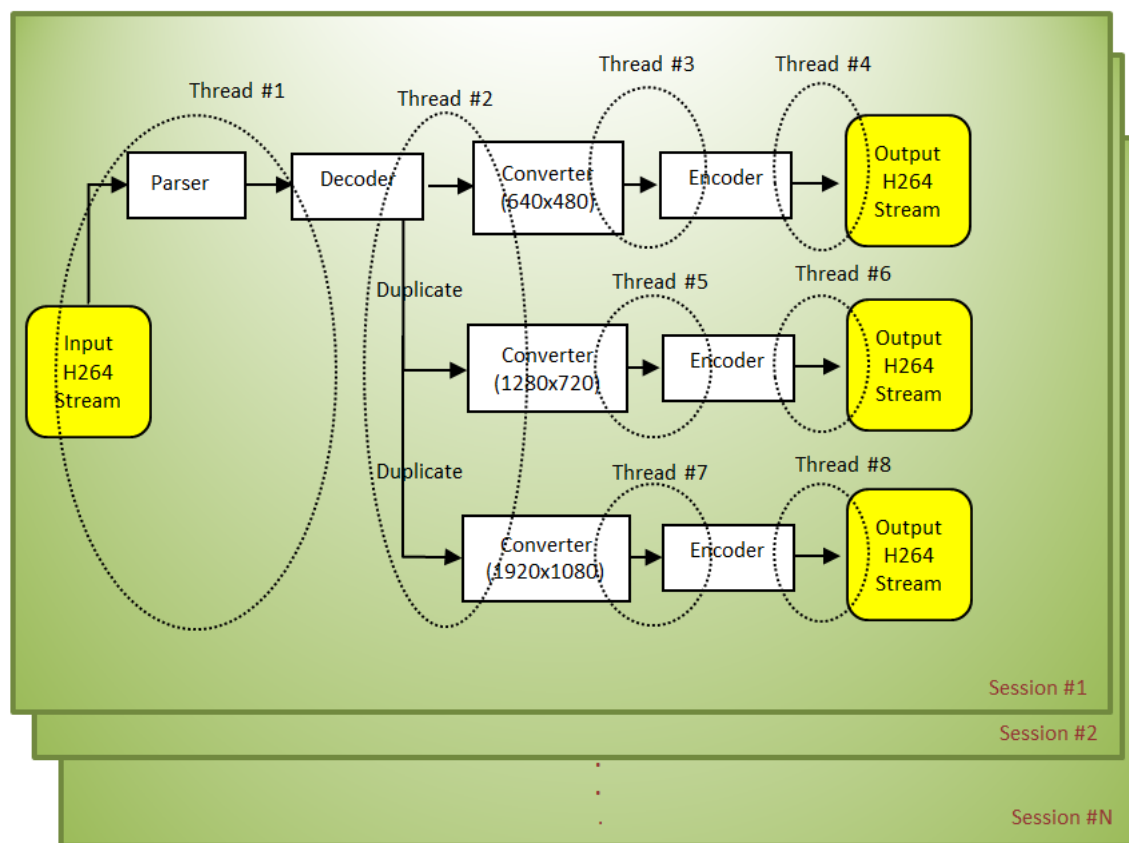 Thread #1
Thread #2
Thread #3
Thread #4
Parser
Decoder
Converter
(640x480)
Encoder
Output
H264
Stream
Input
H264
Stream
Duplicate
Thread #5
Thread #6
Converter
(1280x720)
Encoder
Output
H264
Stream
Duplicate
Thread #7
Thread #8
Converter
(1920x1080)
Encoder
Output
H264
Stream
Session #1
Session #2
Session #N